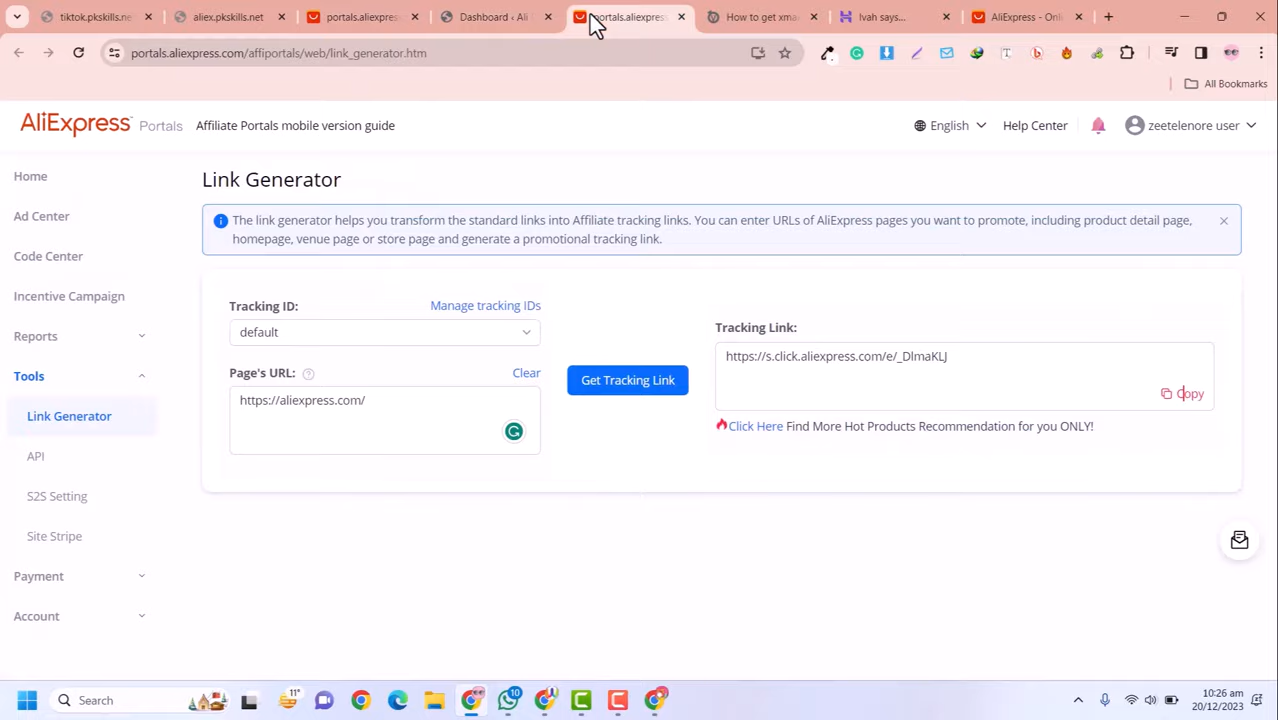 tiktok.pkskills.ne
aliex.pkskills.net
portals.aliexpress
Dashboard ‹ Ali
portals.aliexpres
How to get xma
Ivah says...
AliExpress - Onli
portals.aliexpress.com/affiportals/web/link_generator.htm
All Bookmarks
AliExpress Portals
Affiliate Portals mobile version guide
English
Help Center
zeetelenore user
Home
Ad Center
Code Center
Incentive Campaign
Reports
Tools
Link Generator
API
S2S Setting
Site Stripe
Payment
Account
Link Generator
The link generator helps you transform the standard links into Affiliate tracking links. You can enter URLs of AliExpress pages you want to promote, including product detail page,
homepage, venue page or store page and generate a promotional tracking link.
Tracking ID:
Manage tracking IDs
default
Page's URL:
Clear
https://aliexpress.com/
Get Tracking Link
Tracking Link:
https://s.click.aliexpress.com/e/_DlmaKLJ
Copy
Click Here Find More Hot Products Recommendation for you ONLY!
Search
11°
10
10:26 am
20/12/2023